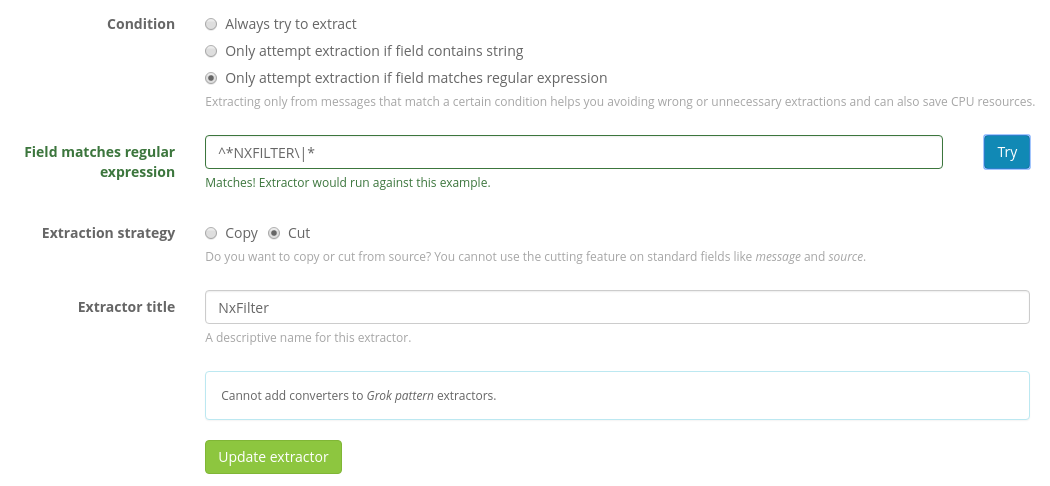 Condition
Always try to extract
Only attempt extraction if field contains string
Only attempt extraction if field matches regular expression
Extracting only from messages that match a certain condition helps you avoiding wrong or unnecessary extractions and can also save CPU resources.
Field matches regular
expression
^*NXFILTER\|*
Try
Matches! Extractor would run against this example.
Extraction strategy
Copy
Cut
Do you want to copy or cut from source? You cannot use the cutting feature on standard fields like message and source.
Extractor title
NxFilter
A descriptive name for this extractor.
Cannot add converters to Grok pattern extractors.
Update extractor